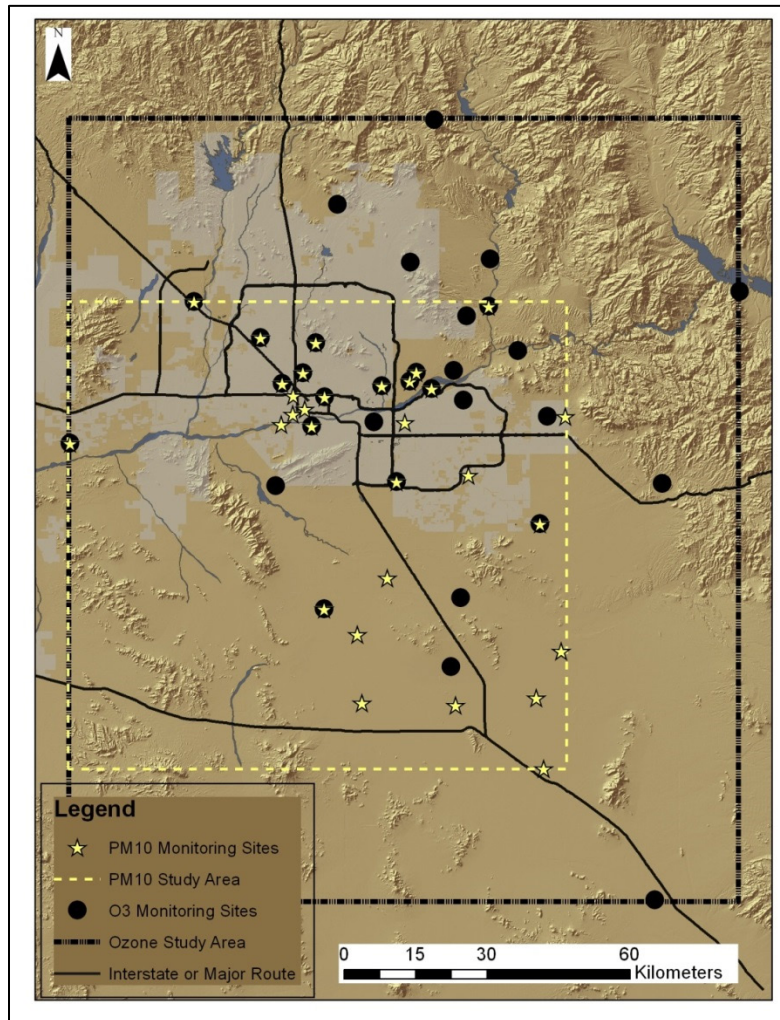 N
Legend
PM10 Monitoring Sites
PM10 Study Area
O3 Monitoring Sites
Ozone Study Area
Interstate or Major Route
0 15 30 60
Kilometers